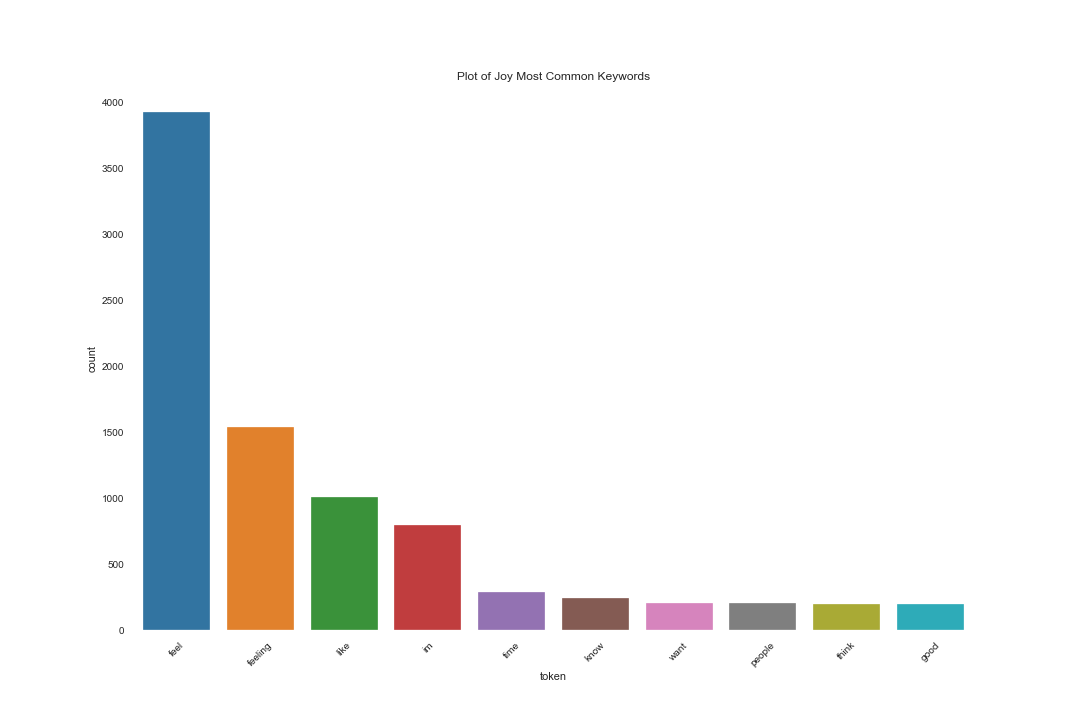 Plot of Joy Most Common Keywords
4000
3500
3000
2500
2000
1500
1000
500
0
count
feel
feeling
like
im
time
know
want
people
think
good
token